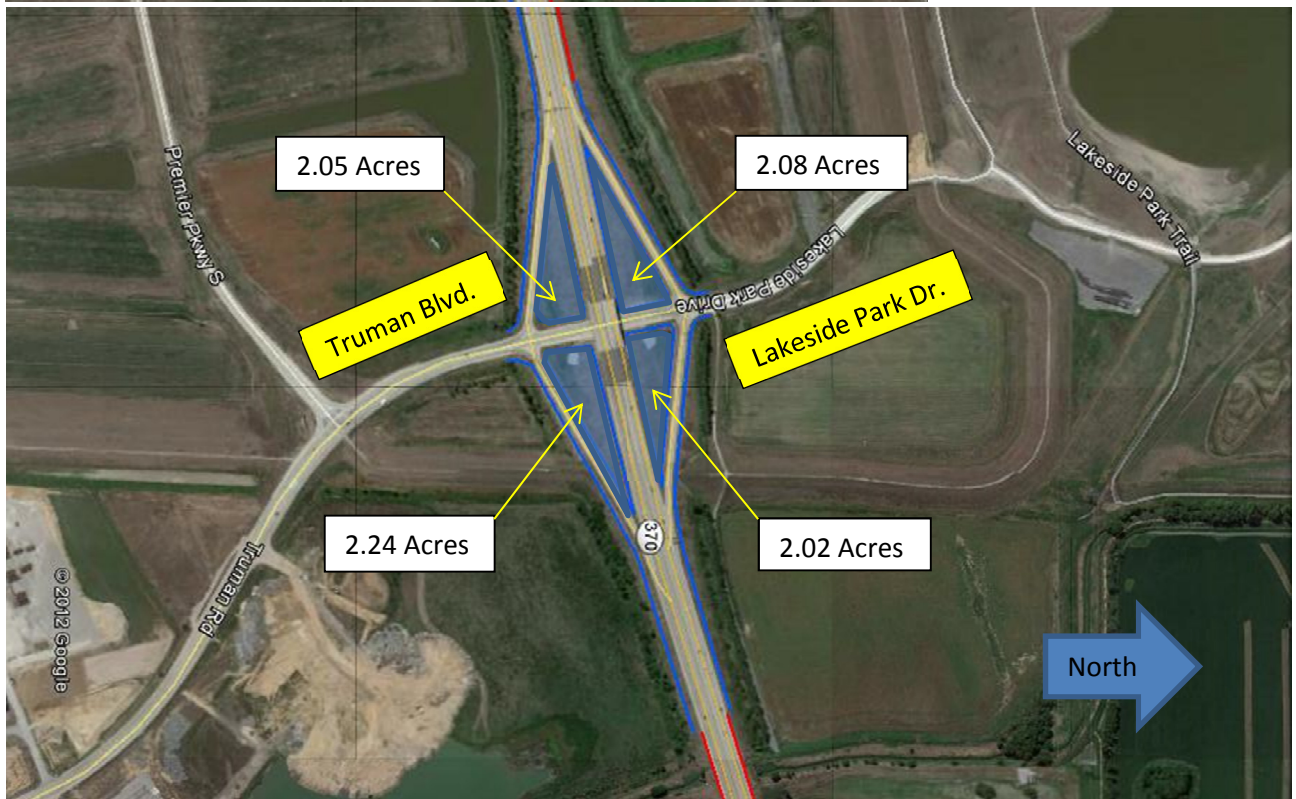 2.05 Acres
2.08 Acres
Premier Pkwy S
Lakeside Park Trail
Truman Blvd.
Lakeside Park Drive
Lakeside Park Dr.
2.24 Acres
370
2.02 Acres
Truman Rd
© 2012 Google
North